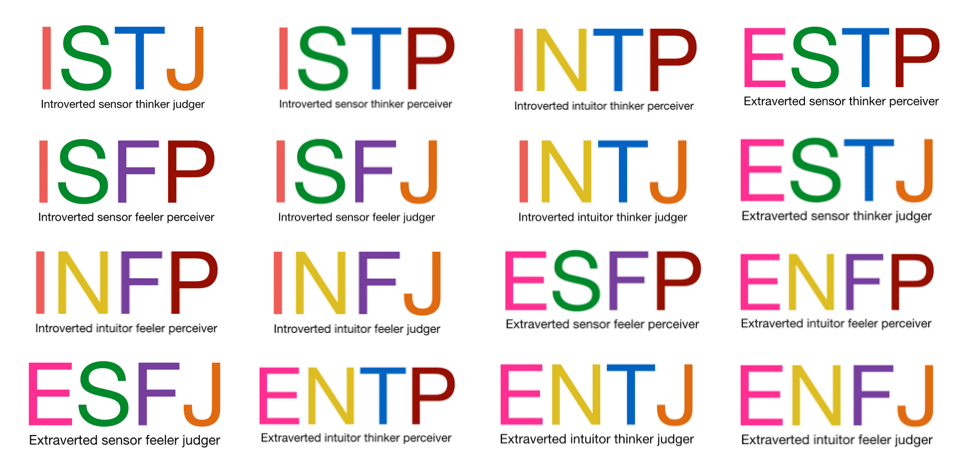 ISTJ
Introverted sensor thinker judger
ISTP
Introverted sensor thinker perceiver
INTP
Introverted intuitor thinker perceiver
ESTP
Extraverted sensor thinker perceiver
ISFP
Introverted sensor feeler perceiver
ISFJ
Introverted sensor feeler judger
INTJ
Introverted intuitor thinker judger
ESTJ
Extraverted sensor thinker judger
INFP
Introverted intuitor feeler perceiver
INFJ
Introverted intuitor feeler judger
ESFP
Extraverted sensor feeler perceiver
ENFP
Extraverted intuitor feeler perceiver
ESFJ
Extraverted sensor feeler judger
ENTP
Extraverted intuitor thinker perceiver
ENTJ
Extraverted intuitor thinker judger
ENFJ
Extraverted intuitor feeler judger